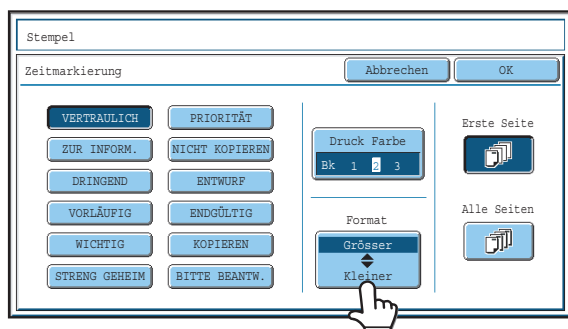 Stempel
Zeitmarkierung
Abbrechen
OK
VERTRAULICH
PRIORITÄT
ZUR INFORM.
NICHT KOPIEREN
DRINGEND
ENTWURF
VORLÄUFIG
ENDGÜLTIG
WICHTIG
KOPIEREN
STRENG GEHEIM
BITTE BEANTW.
Druck Farbe
Bk 1 2 3
Format
Grösser
Kleiner
Erste Seite
Alle Seiten